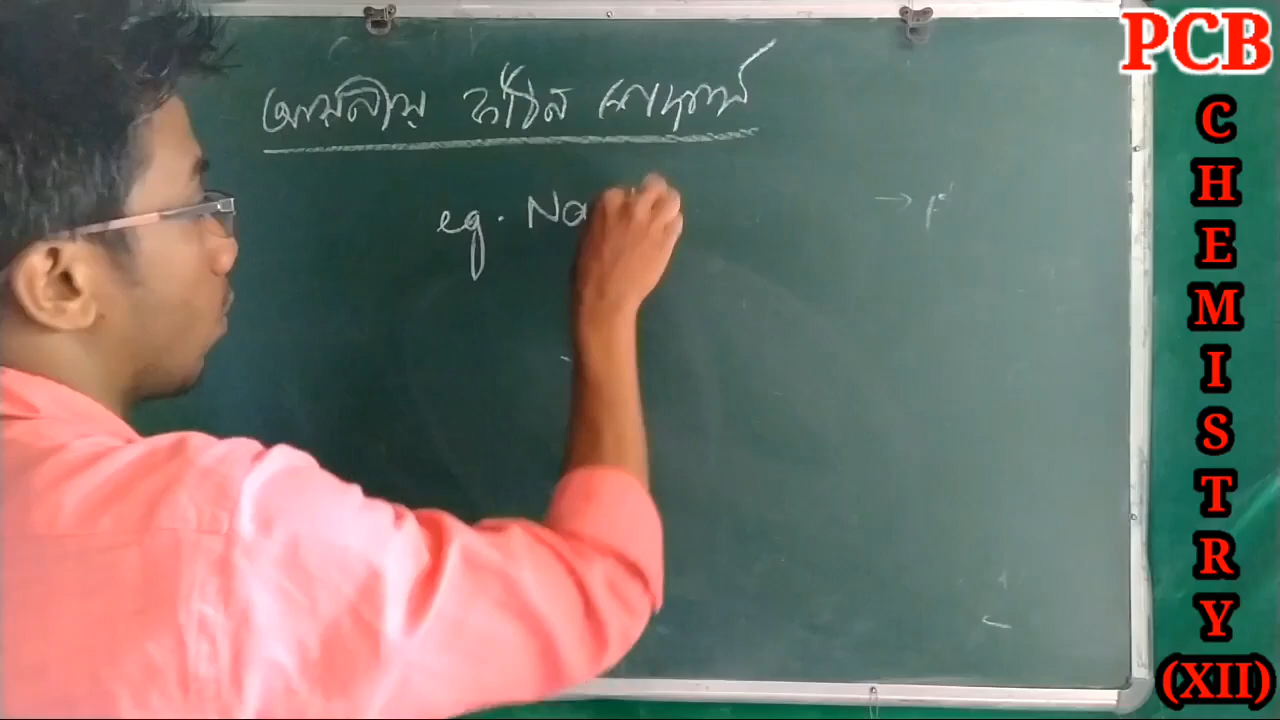 আয়নীয় কঠিন পদার্থ
eg. Na
PCB
CHEMISTRY
(XII)